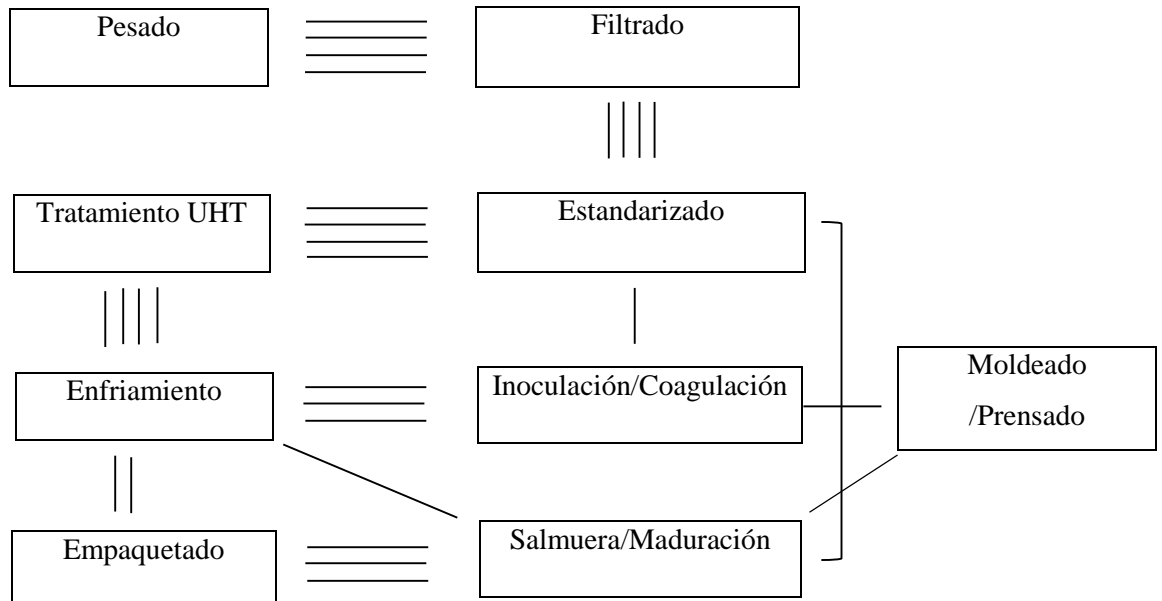 Pesado
Filtrado
Tratamiento UHT
Estandarizado
Enfriamiento
Inoculación/Coagulación
Moldeado
/Prensado
Empaquetado
Salmuera/Maduración